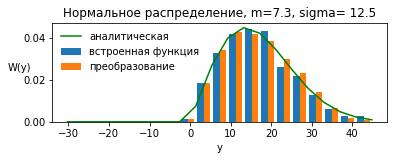 Нормальное распределение, m=7.3, sigma= 12.5
аналитическая
встроенная функция
преобразование
W(y)
0.04
0.02
0.00
−30 −20 −10 0 10 20 30 40
y